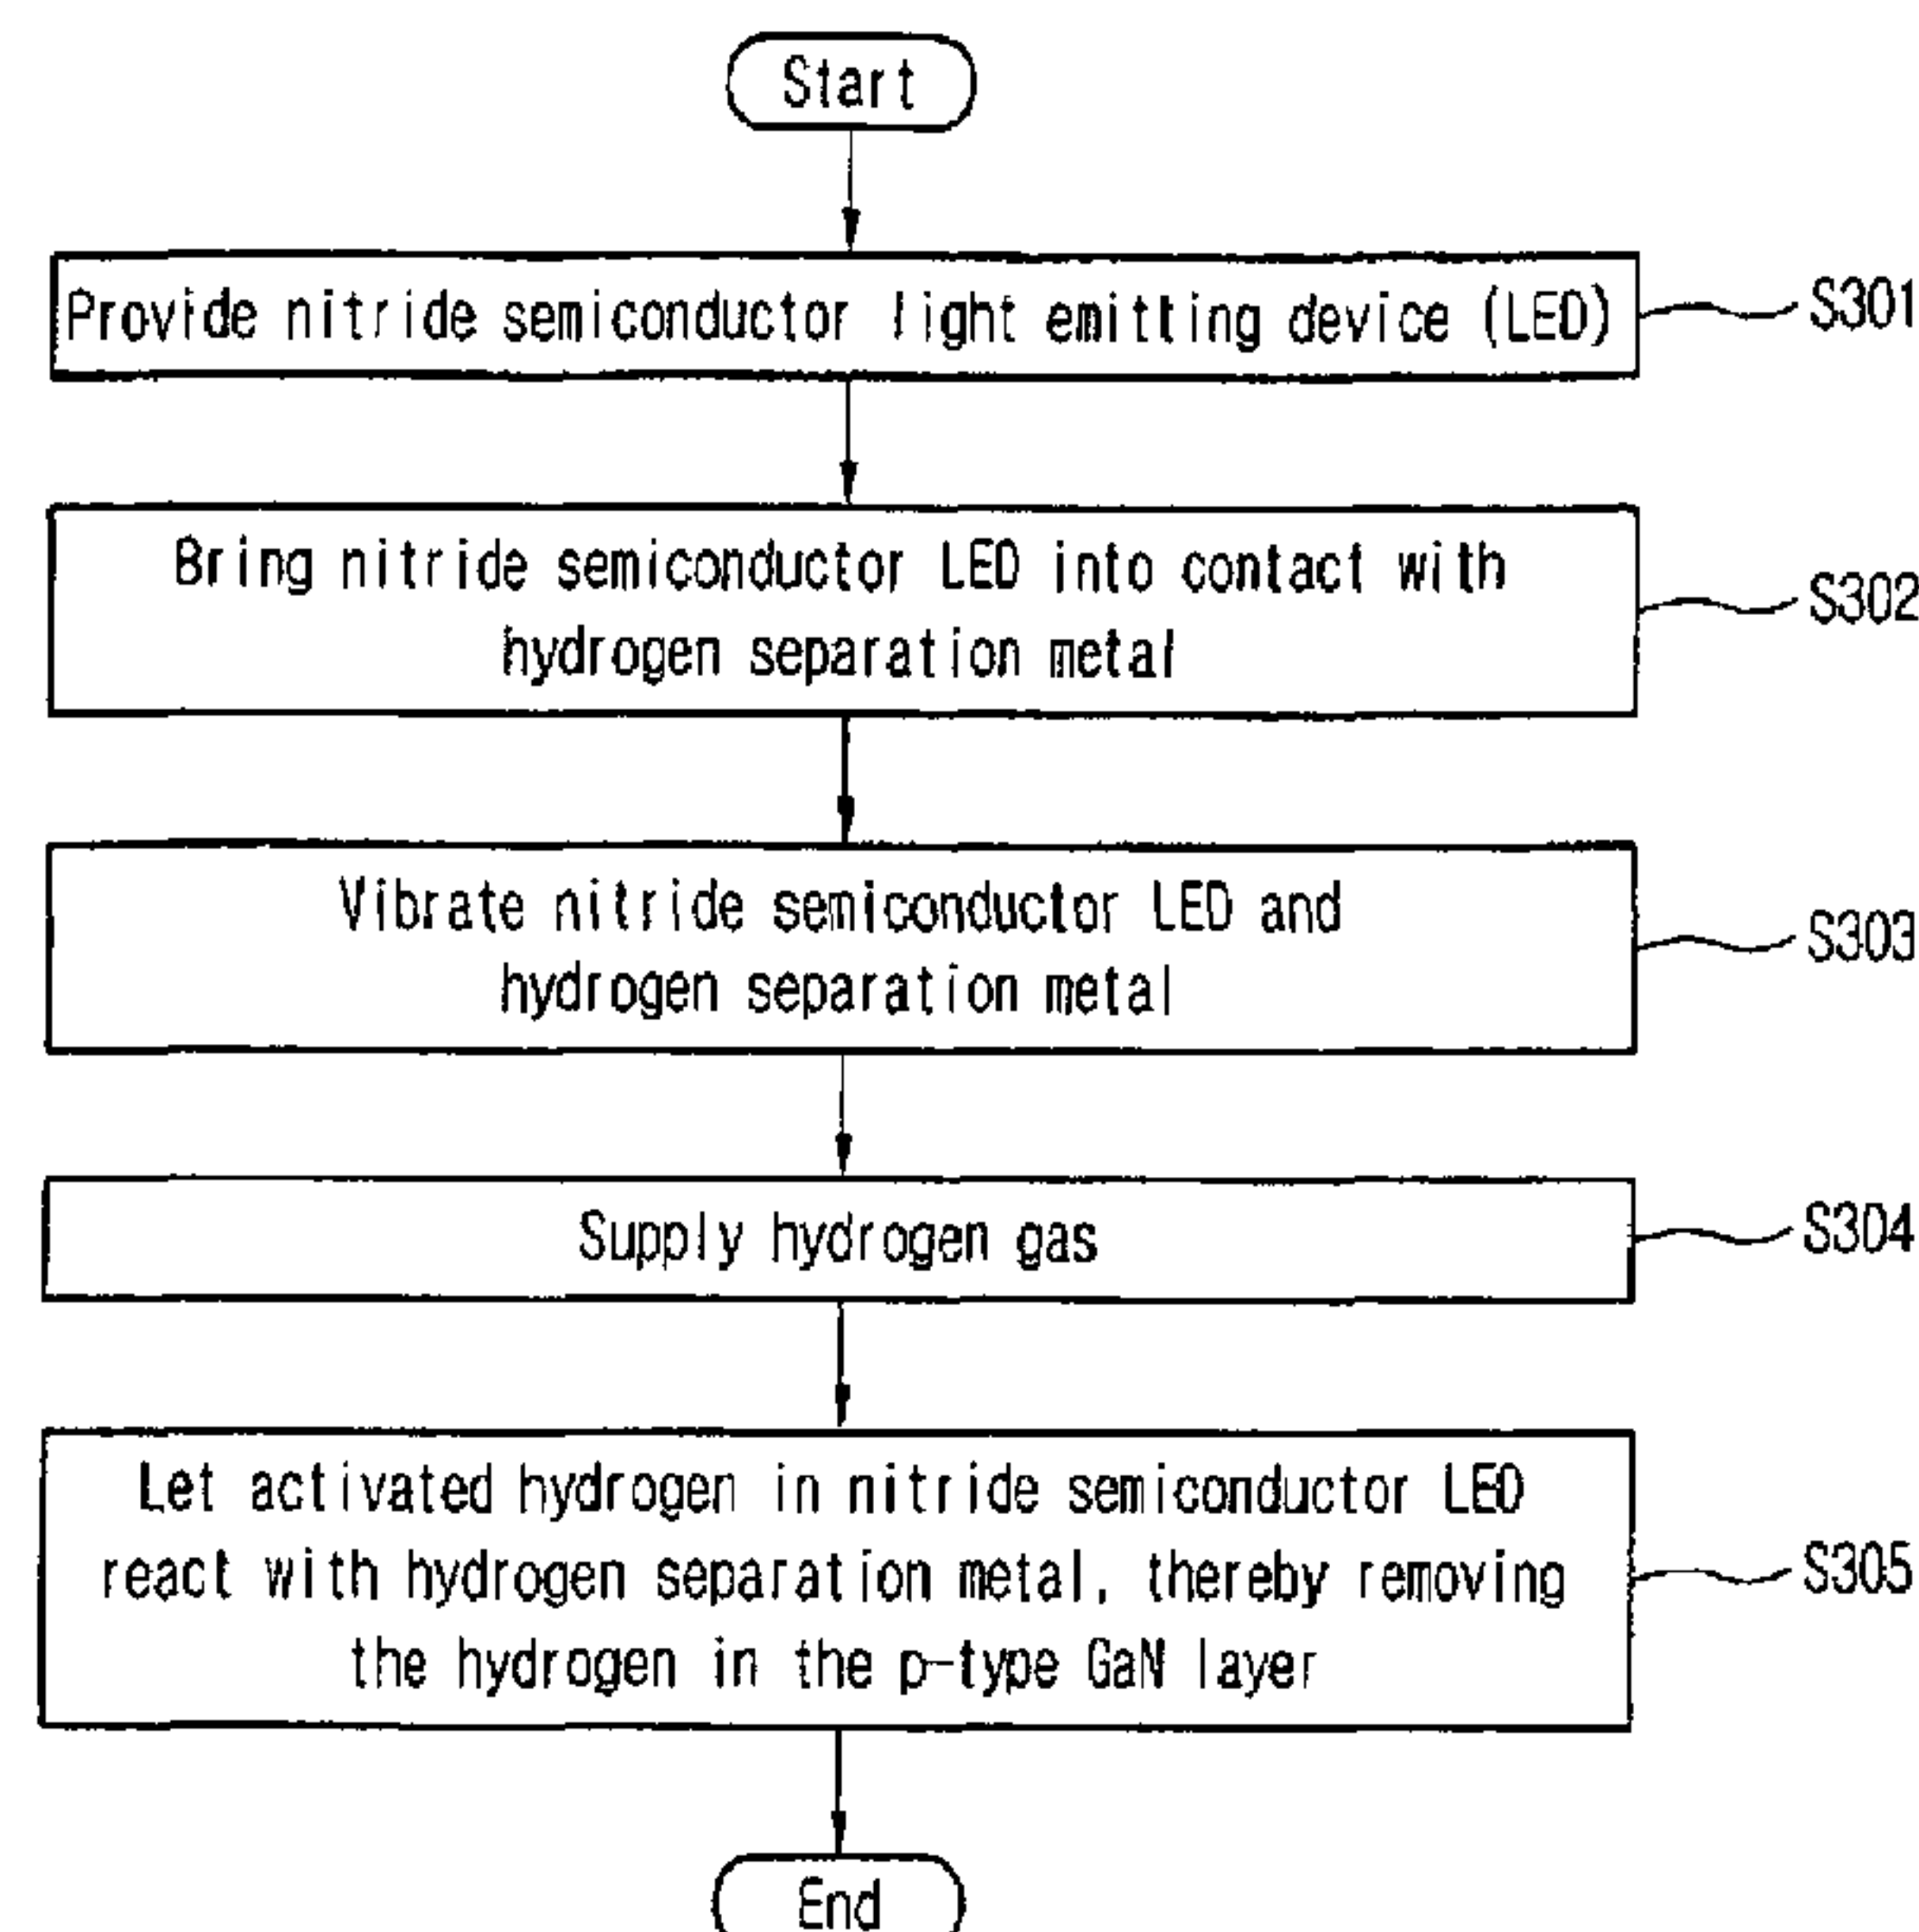 Start
Provide nitride semiconductor light emitting device (LED)
S301
Bring nitride semiconductor LED into contact with
hydrogen separation metal
S302
Vibrate nitride semiconductor LED and
hydrogen separation metal
S303
Supply hydrogen gas
S304
Let activated hydrogen in nitride semiconductor LED
react with hydrogen separation metal, thereby removing
the hydrogen in the p-type GaN layer
S305
End